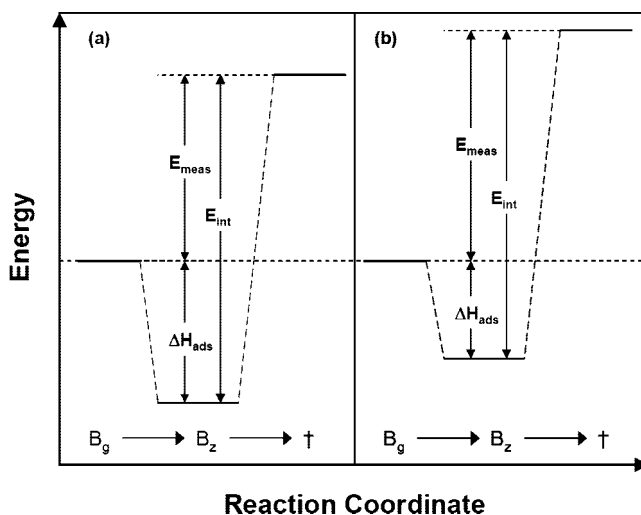 (a)
E_meas
E_int
ΔH_ads
B_g → B_z → †
(b)
E_meas
E_int
ΔH_ads
B_g → B_z → †
Energy
Reaction Coordinate